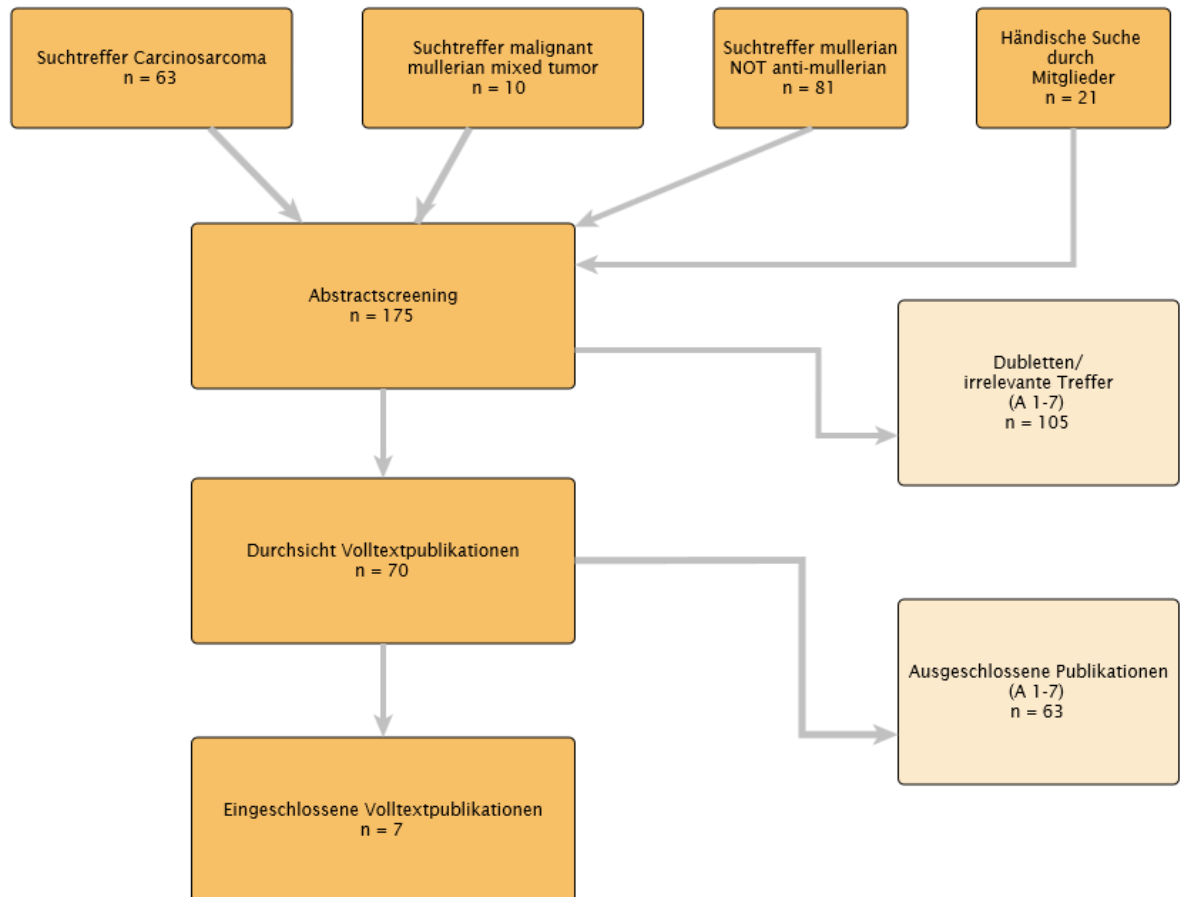 Suchtreffer Carcinosarcoma
n = 63
Suchtreffer malignant
mullerian mixed tumor
n = 10
Suchtreffer mullerian
NOT anti-mullerian
n = 81
Händische Suche
durch
Mitglieder
n = 21
Abstractscreening
n = 175
Dubletten/
irrelevante Treffer
(A 1-7)
n = 105
Durchsicht Volltextpublikationen
n = 70
Ausgeschlossene Publikationen
(A 1-7)
n = 63
Eingeschlossene Volltextpublikationen
n = 7